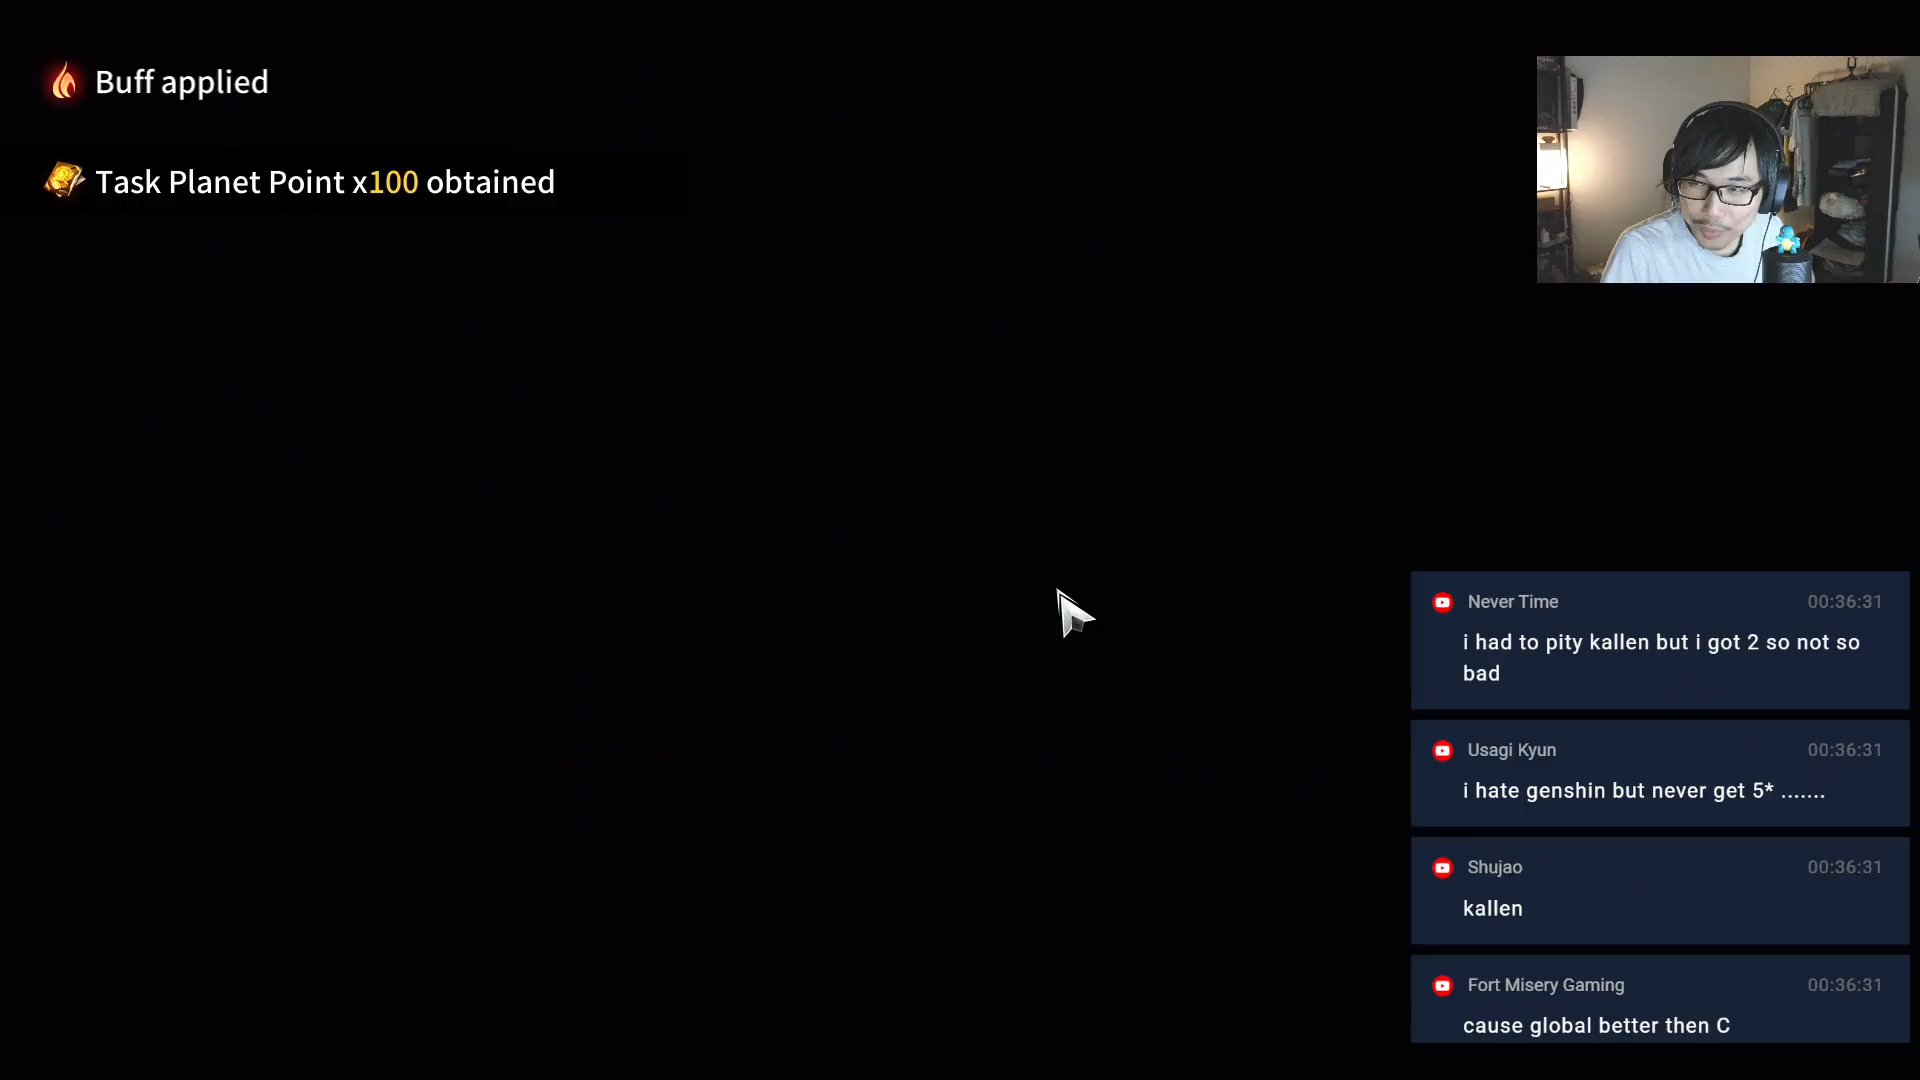 Buff applied
Task Planet Point x100 obtained
Never Time 00:36:31
i had to pity kallen but i got 2 so not so
bad
Usagi Kyun 00:36:31
i hate genshin but never get 5* .......
Shujao 00:36:31
kallen
Fort Misery Gaming 00:36:31
cause global better then C